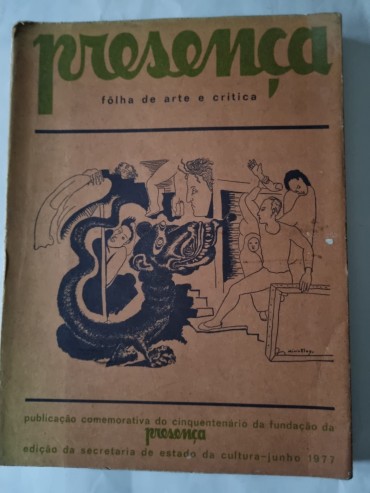 presença
fôlha de arte e critica
publicação comemorativa do cinquentenário da fundação da
presença
edição da secretaria de estado da cultura-junho 1977